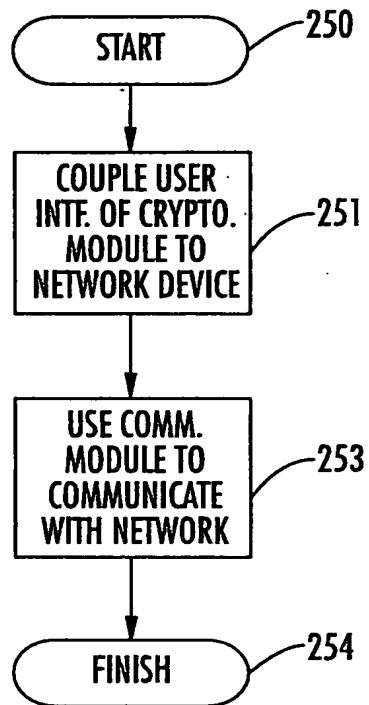 START
250
COUPLE USER
INTF. OF CRYPTO.
MODULE TO
NETWORK DEVICE
251
USE COMM.
MODULE TO
COMMUNICATE
WITH NETWORK
253
FINISH
254